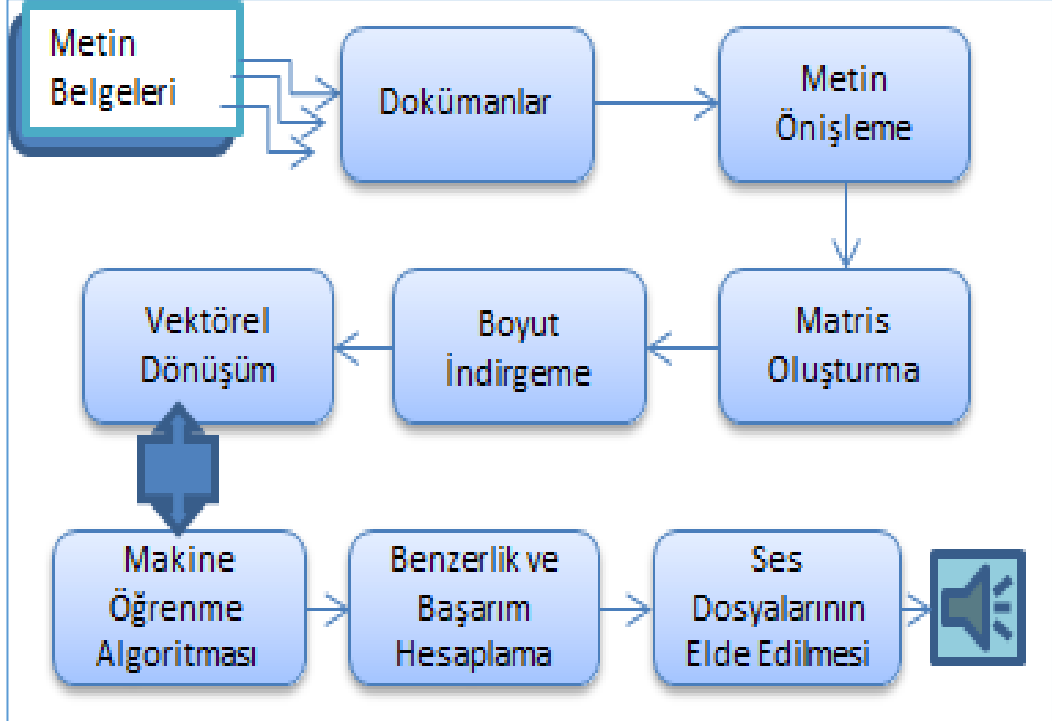 Metin
Belgeleri
Dokümanlar
Metin
Önişleme
Matris
Oluşturma
Boyut
İndirgeme
Vektörel
Dönüşüm
Makine
Öğrenme
Algoritması
Benzerlik ve
Başarım
Hesaplama
Ses
Dosyalarının
Elde Edilmesi